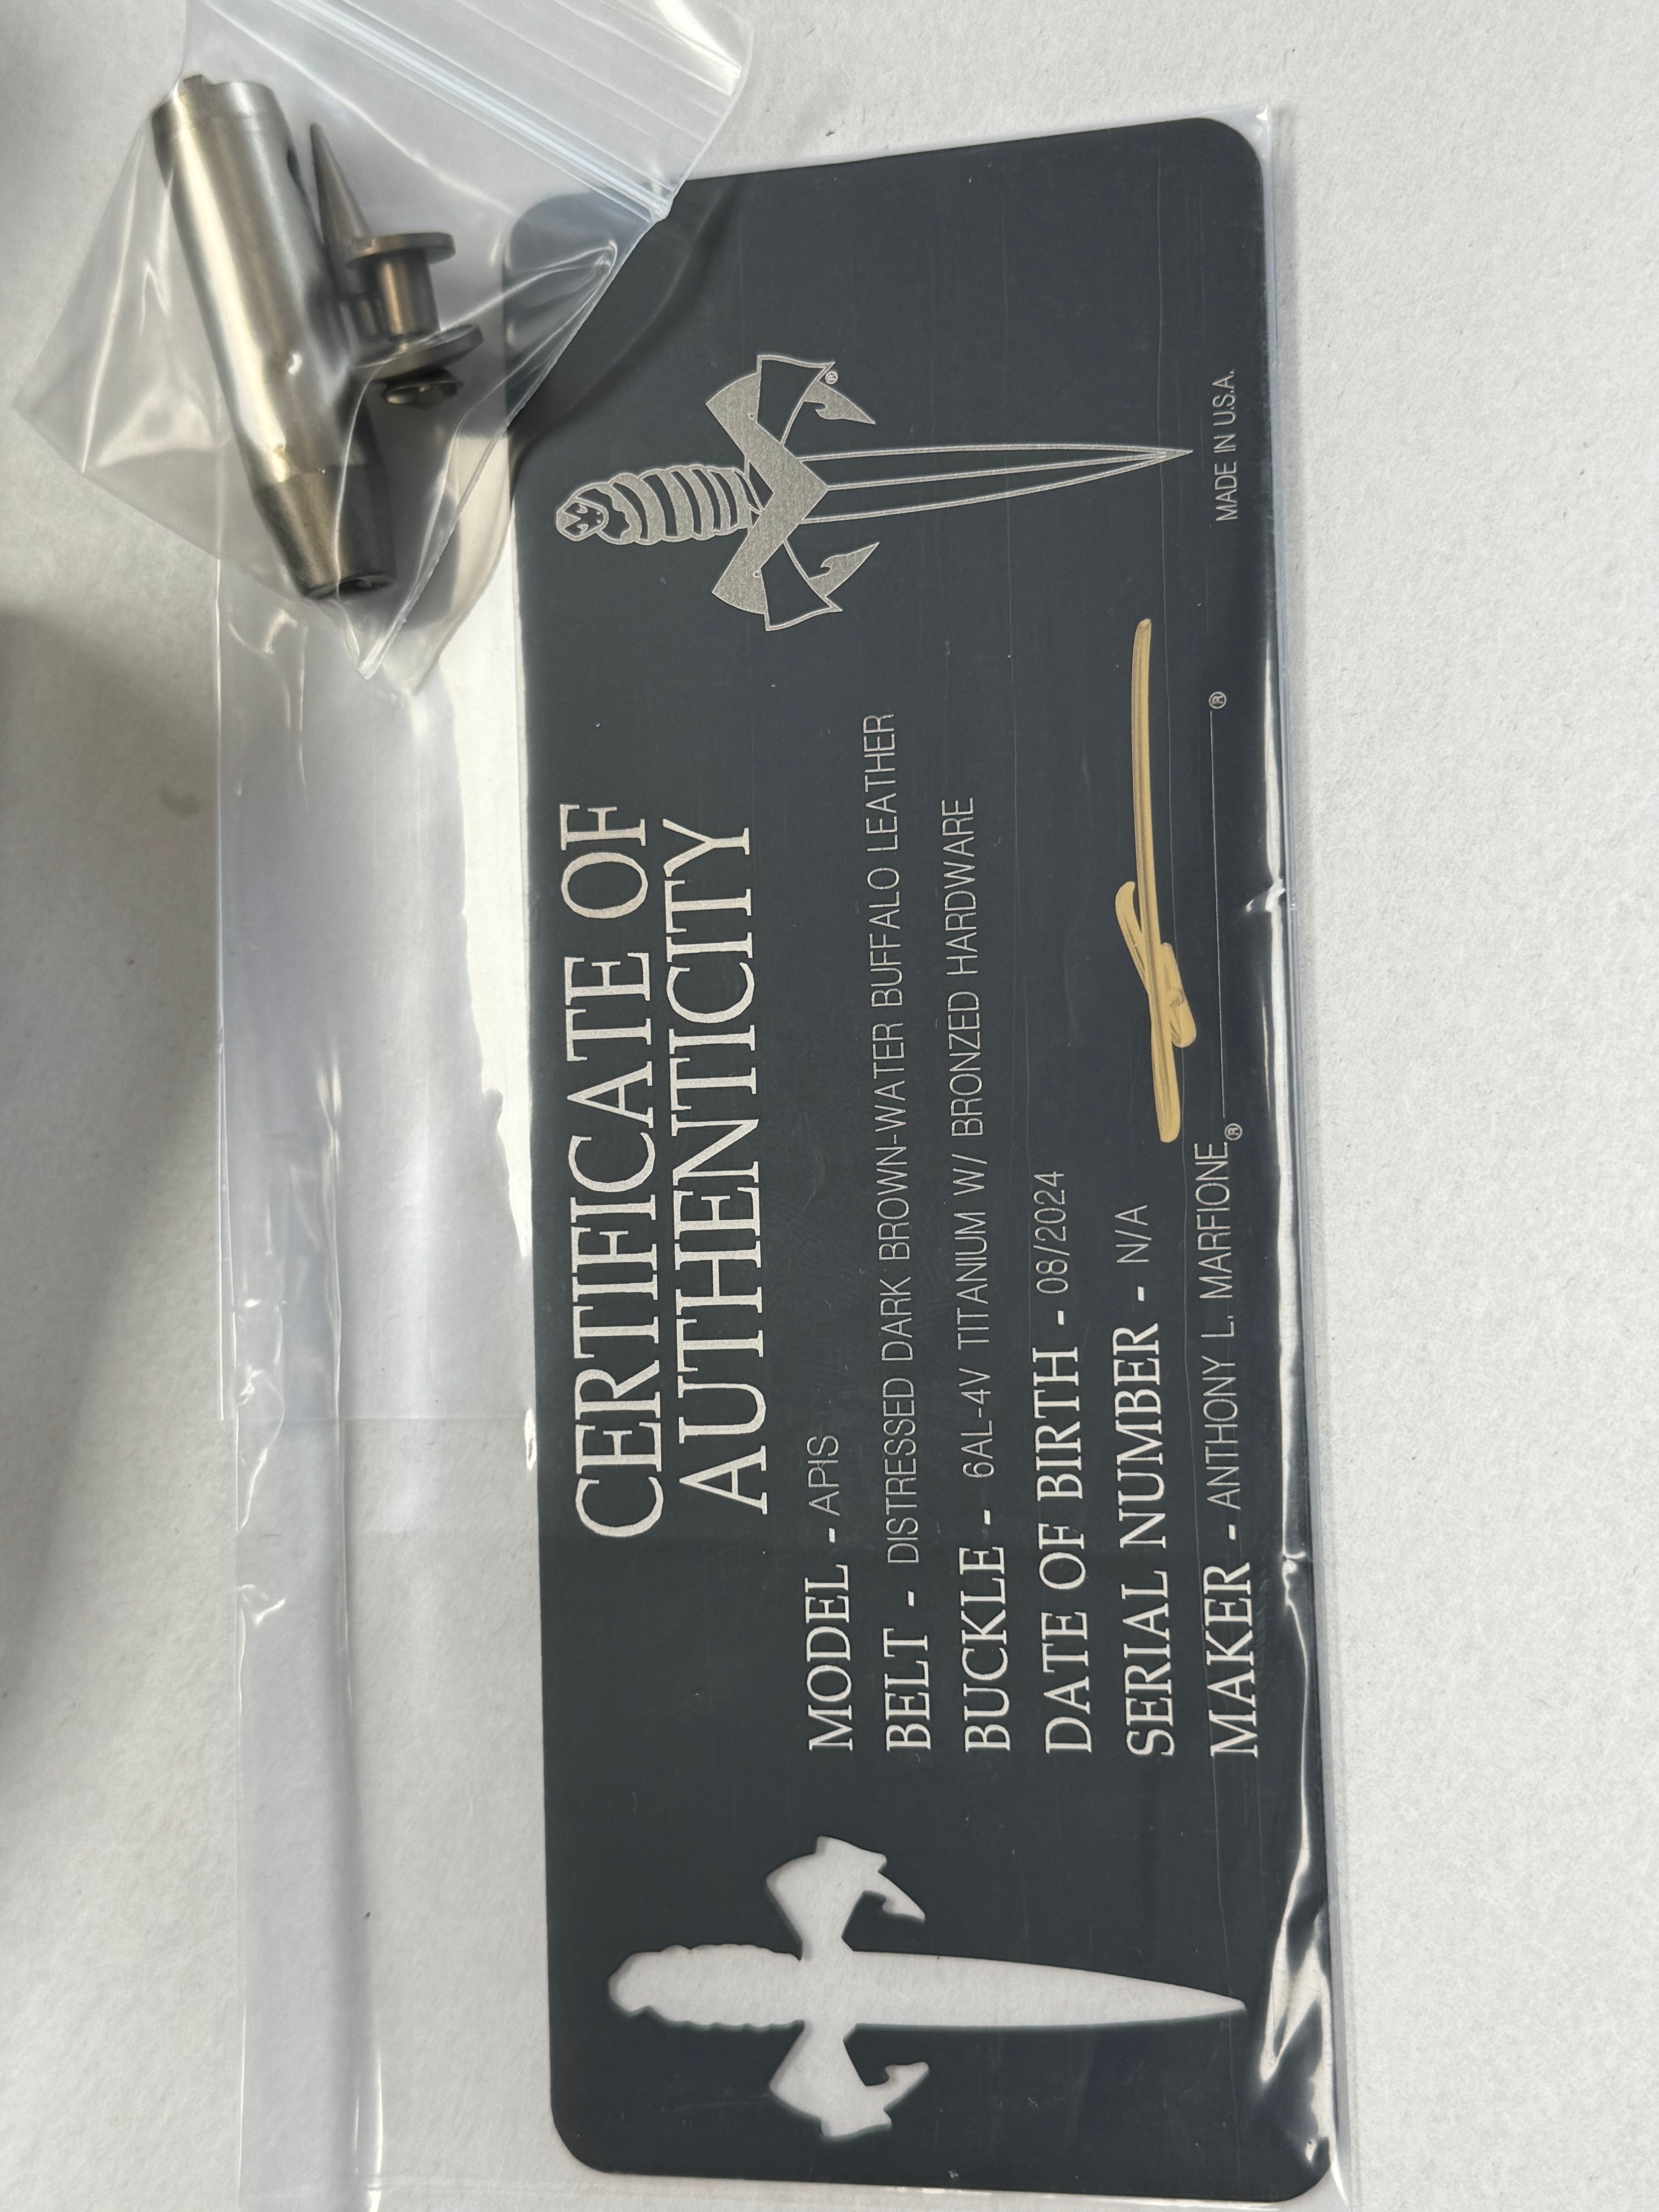 CERTIFICATE OF
AUTHENTICITY
MODEL - APIS
BELT - DISTRESSED DARK BROWN-WATER BUFFALO LEATHER
BUCKLE - 6AL-4V TITANIUM W/ BRONZED HARDWARE
DATE OF BIRTH - 08/2024
SERIAL NUMBER - N/A
MAKER - ANTHONY L. MARFIONE® ®
MADE IN U.S.A.
®